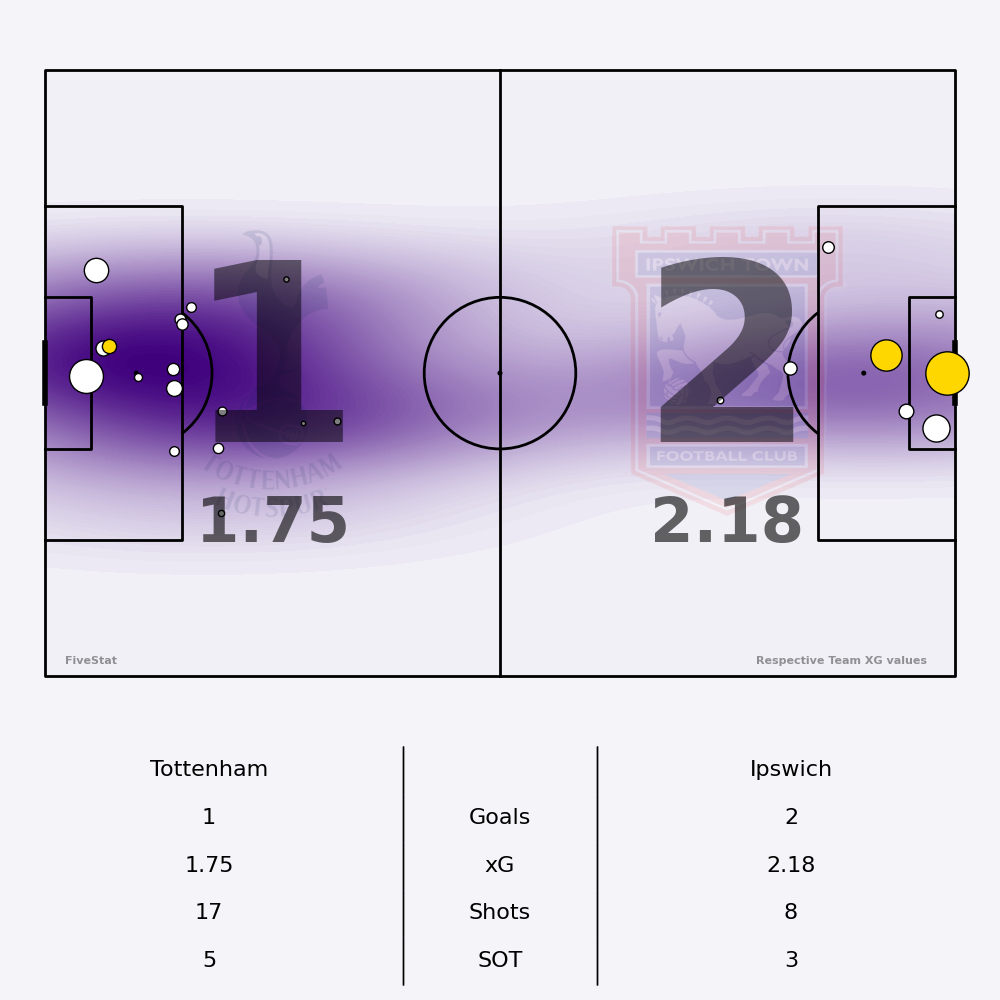 1
2
IPSWICH TOWN
FOOTBALL CLUB
TOTTENHAM
HOTSPUR
1.75
2.18
FiveStat
Respective Team XG values
Tottenham Ipswich
1 Goals 2
1.75 xG 2.18
17 Shots 8
5 SOT 3